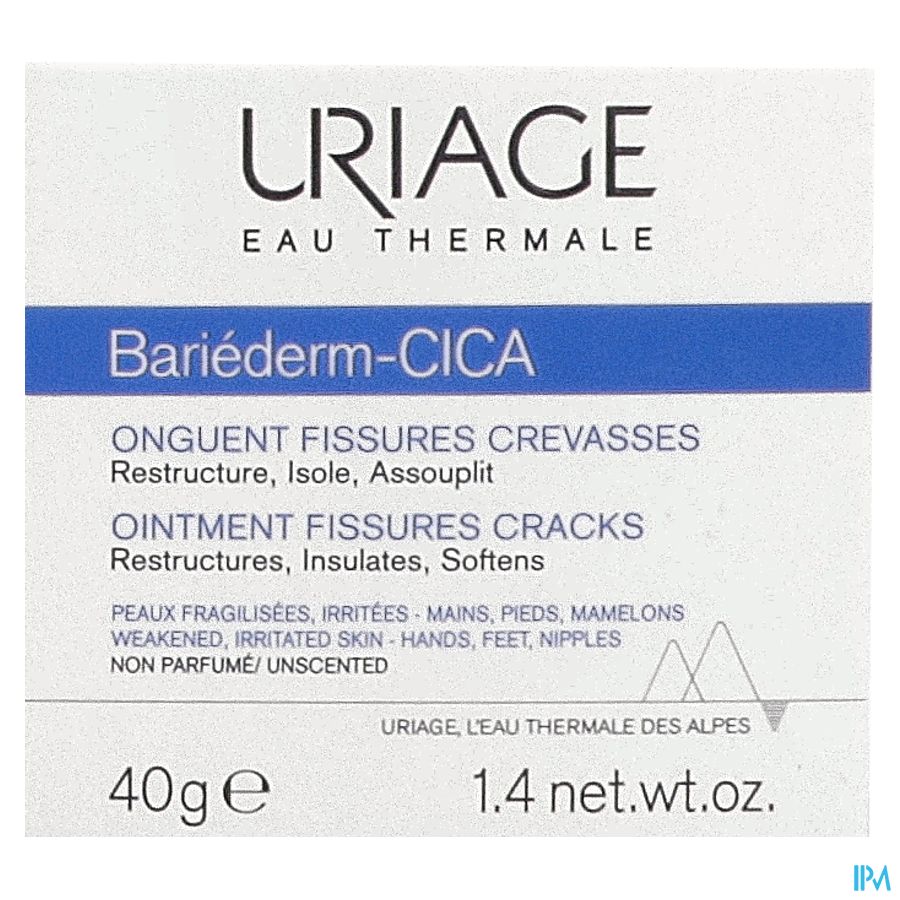 URIAGE
EAU THERMALE
Bariéderm-CICA
ONGUENT FISSURES CREVASSES
Restructure, Isole, Assouplit
OINTMENT FISSURES CRACKS
Restructures, Insulates, Softens
PEAUX FRAGILISÉES, IRRITÉES - MAINS, PIEDS, MAMELONS
WEAKENED, IRRITATED SKIN - HANDS, FEET, NIPPLES
NON PARFUMÉ/ UNSCENTED
URIAGE, L'EAU THERMALE DES ALPES
40g e 1.4 net.wt.oz.
IPM